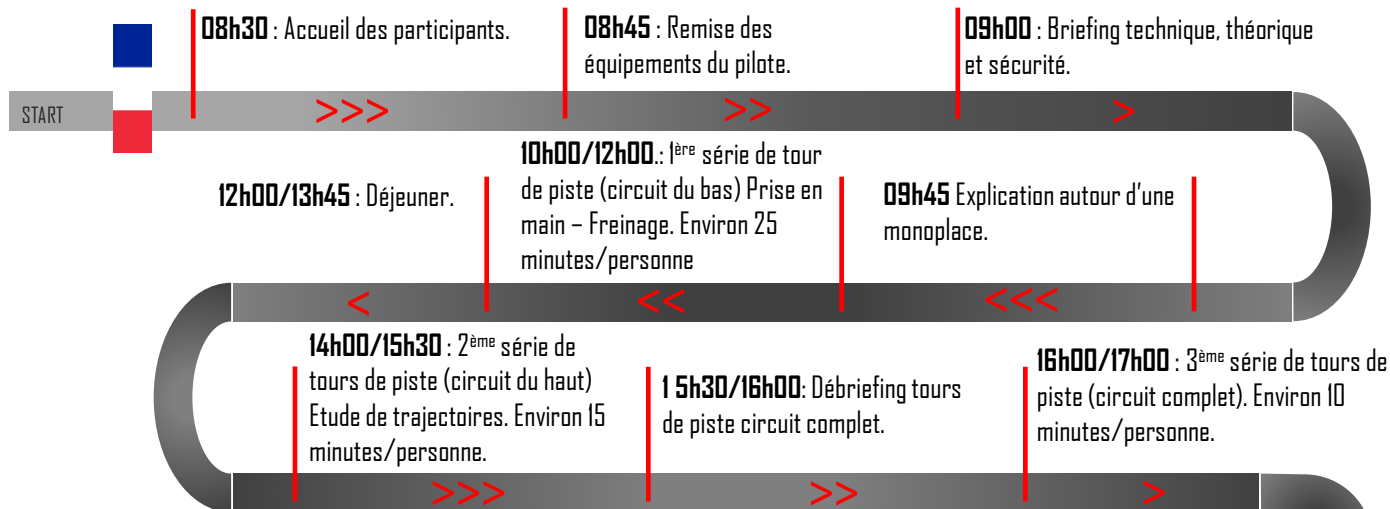 08h30 : Accueil des participants.
08h45 : Remise des
équipements du pilote.
09h00 : Briefing technique, théorique
et sécurité.
START
>>>
>>
>
09h45 Explication autour d’une
monoplace.
10h00/12h00.: 1ère série de tour
de piste (circuit du bas) Prise en
main – Freinage. Environ 25
minutes/personne
12h00/13h45 : Déjeuner.
<<<
<<
<
14h00/15h30 : 2ème série de
tours de piste (circuit du haut)
Etude de trajectoires. Environ 15
minutes/personne.
1 5h30/16h00: Débriefing tours
de piste circuit complet.
16h00/17h00 : 3ème série de tours de
piste (circuit complet). Environ 10
minutes/personne.
>>>
>>
>